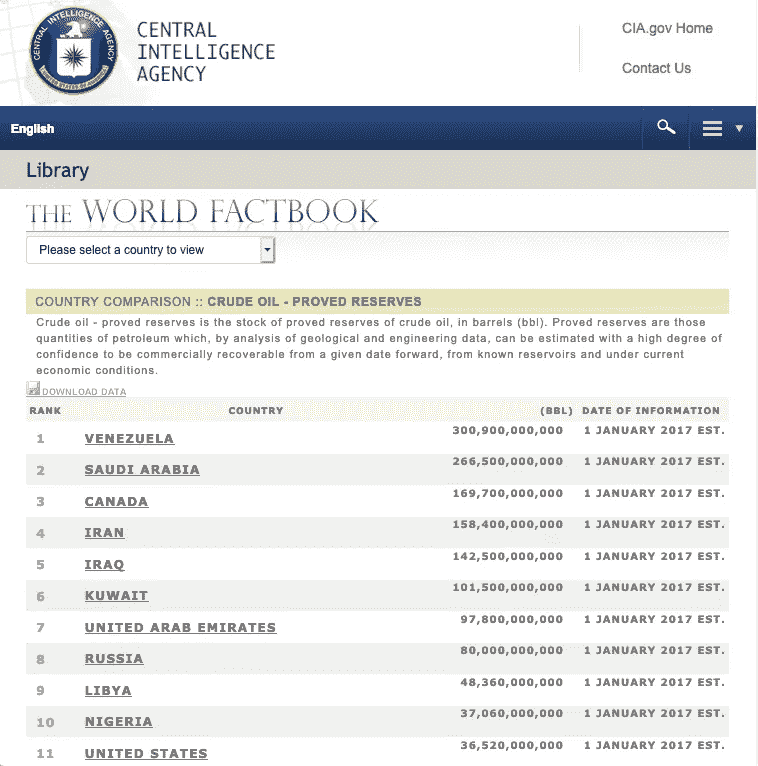 CENTRAL INTELLIGENCE AGENCY
UNITED STATES OF AMERICA
CENTRAL
INTELLIGENCE
AGENCY
CIA.gov Home
Contact Us
English
Library
THE WORLD FACTBOOK
Please select a country to view
COUNTRY COMPARISON :: CRUDE OIL - PROVED RESERVES
Crude oil - proved reserves is the stock of proved reserves of crude oil, in barrels (bbl). Proved reserves are those
quantities of petroleum which, by analysis of geological and engineering data, can be estimated with a high degree of
confidence to be commercially recoverable from a given date forward, from known reservoirs and under current
economic conditions.
DOWNLOAD DATA
RANK COUNTRY (BBL) DATE OF INFORMATION
1 VENEZUELA 300,900,000,000 1 JANUARY 2017 EST.
2 SAUDI ARABIA 266,500,000,000 1 JANUARY 2017 EST.
3 CANADA 169,700,000,000 1 JANUARY 2017 EST.
4 IRAN 158,400,000,000 1 JANUARY 2017 EST.
5 IRAQ 142,500,000,000 1 JANUARY 2017 EST.
6 KUWAIT 101,500,000,000 1 JANUARY 2017 EST.
7 UNITED ARAB EMIRATES 97,800,000,000 1 JANUARY 2017 EST.
8 RUSSIA 80,000,000,000 1 JANUARY 2017 EST.
9 LIBYA 48,360,000,000 1 JANUARY 2017 EST.
10 NIGERIA 37,060,000,000 1 JANUARY 2017 EST.
11 UNITED STATES 36,520,000,000 1 JANUARY 2017 EST.